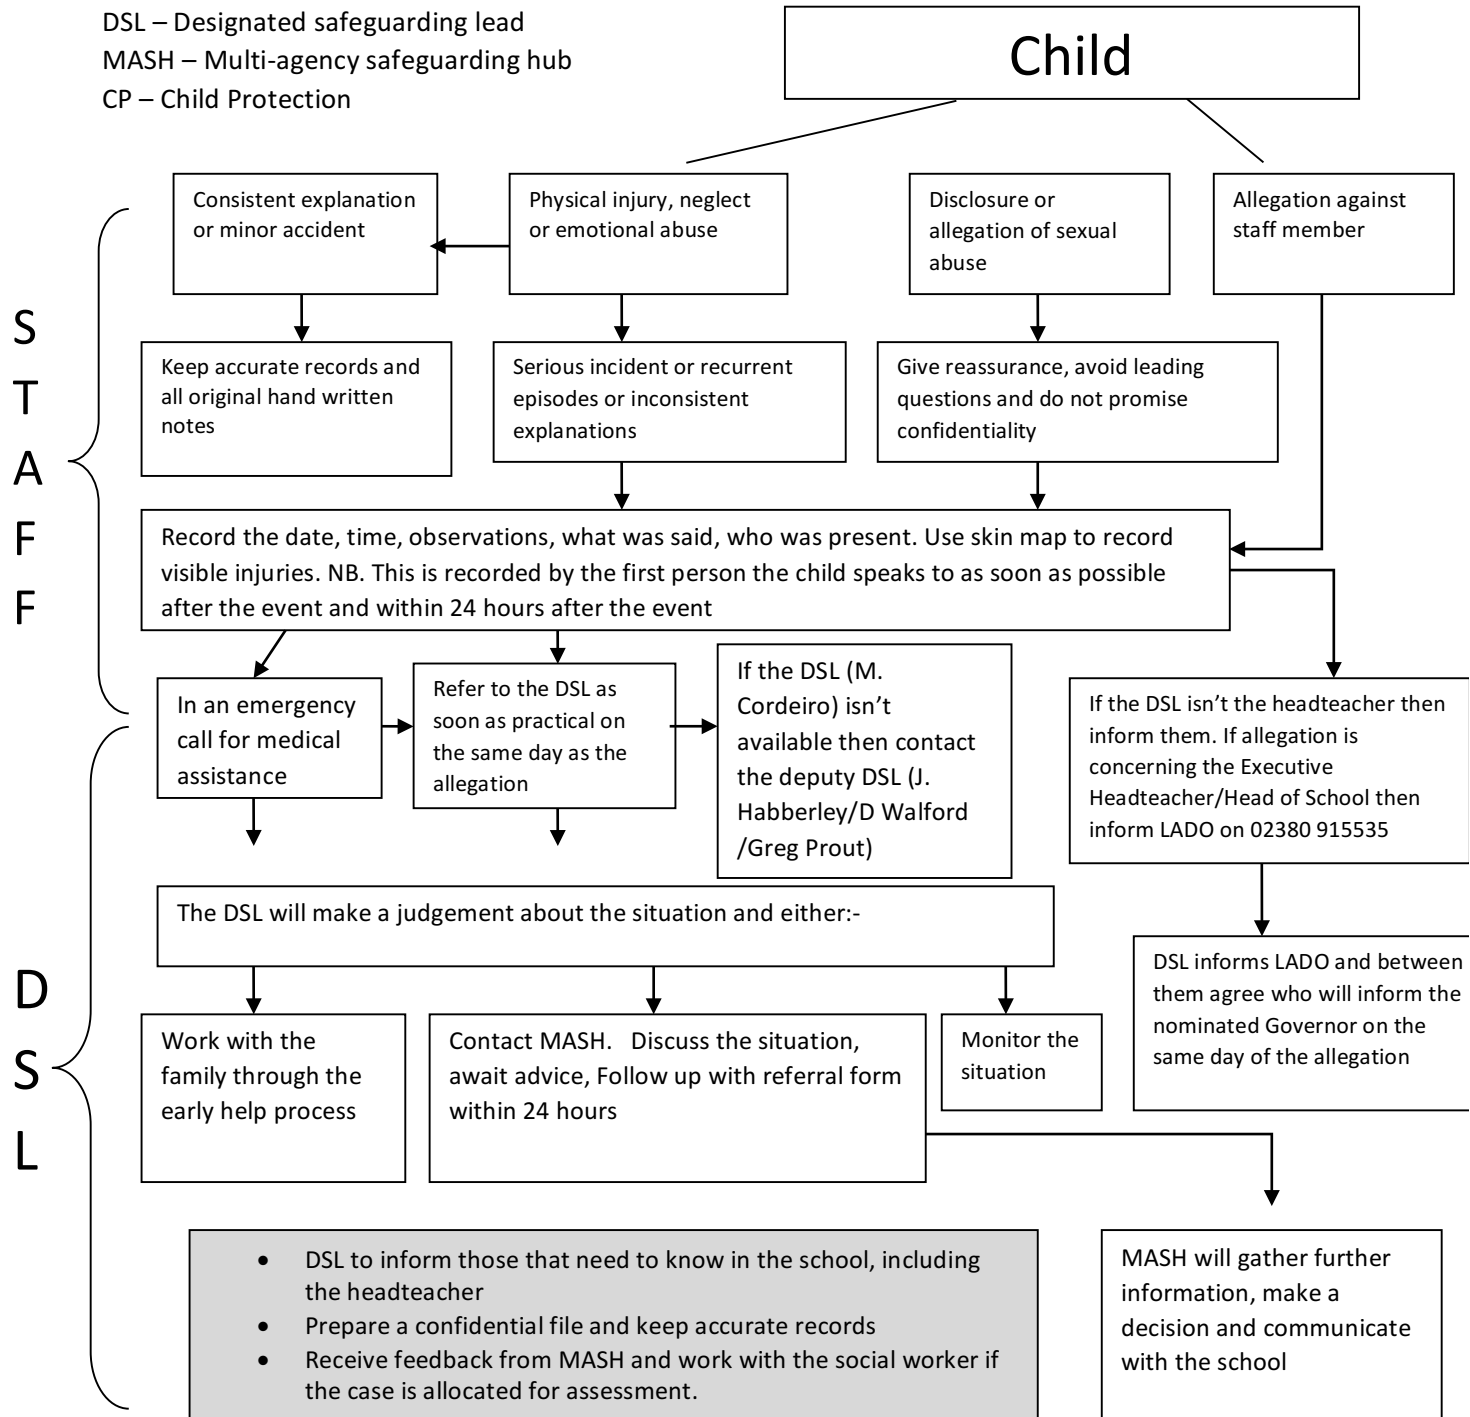 DSL – Designated safeguarding lead
MASH – Multi-agency safeguarding hub
CP – Child Protection
Child
Consistent explanation
or minor accident
Physical injury, neglect
or emotional abuse
Disclosure or
allegation of sexual
abuse
Allegation against
staff member
S
T
A
F
F
Keep accurate records and
all original hand written
notes
Serious incident or recurrent
episodes or inconsistent
explanations
Give reassurance, avoid leading
questions and do not promise
confidentiality
Record the date, time, observations, what was said, who was present. Use skin map to record
visible injuries. NB. This is recorded by the first person the child speaks to as soon as possible
after the event and within 24 hours after the event
In an emergency
call for medical
assistance
Refer to the DSL as
soon as practical on
the same day as the
allegation
If the DSL (M.
Cordeiro) isn’t
available then contact
the deputy DSL (J.
Habberley/D Walford
/Greg Prout)
If the DSL isn’t the headteacher then
inform them. If allegation is
concerning the Executive
Headteacher/Head of School then
inform LADO on 02380 915535
The DSL will make a judgement about the situation and either:-
DSL informs LADO and between
them agree who will inform the
nominated Governor on the
same day of the allegation
D
S
L
Work with the
family through the
early help process
Contact MASH.   Discuss the situation,
await advice, Follow up with referral form
within 24 hours
Monitor the
situation
• DSL to inform those that need to know in the school, including
the headteacher
• Prepare a confidential file and keep accurate records
• Receive feedback from MASH and work with the social worker if
the case is allocated for assessment.
MASH will gather further
information, make a
decision and communicate
with the school